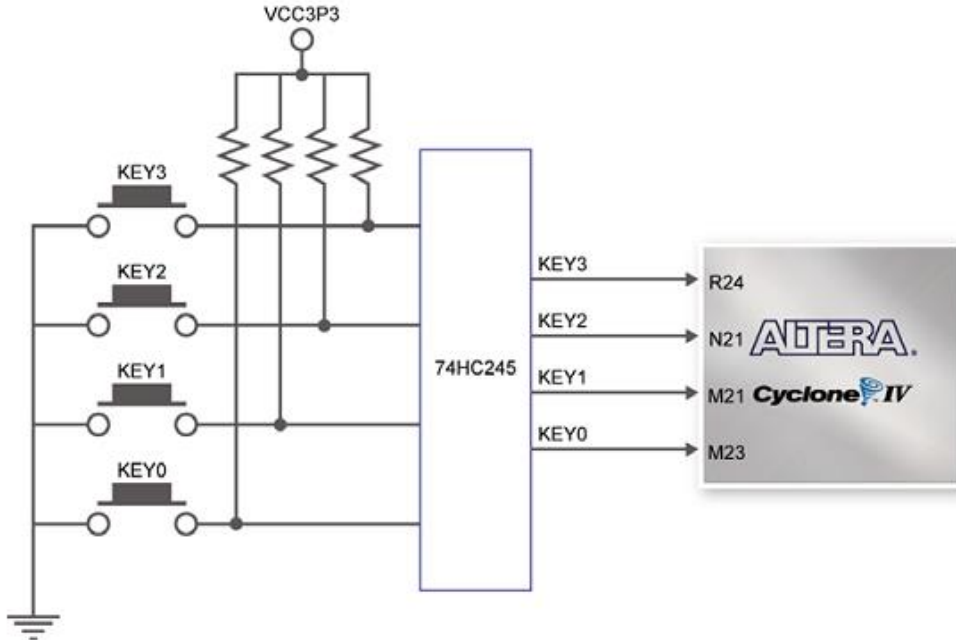 VCC3P3
KEY3
KEY2
KEY1
KEY0
74HC245
KEY3
KEY2
KEY1
KEY0
R24
N21
M21
M23
ALTERA.
Cyclone IV